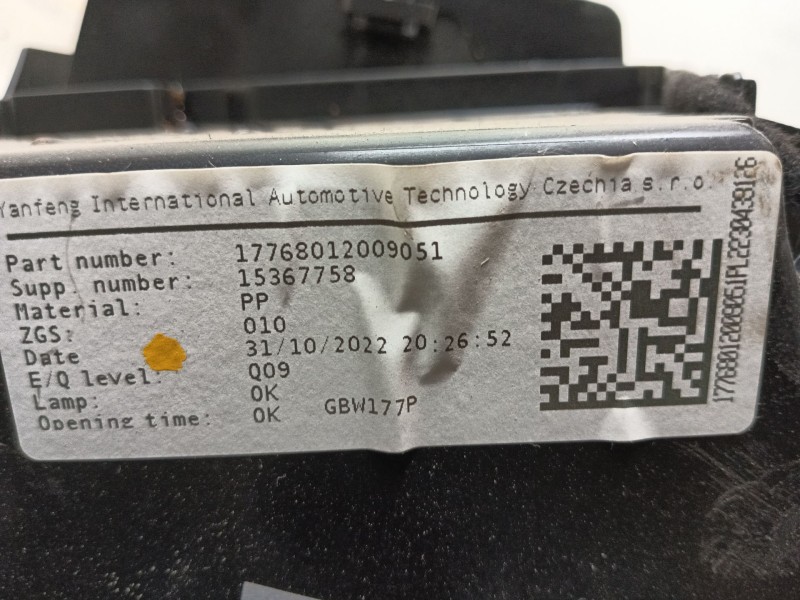 Yanfeng International Automotive Technology Czechia s.r.o.
Part number: 17768012009051
Supp. number: 15367758
Material: PP
ZGS: 010
Date 31/10/2022 20:26:52
E/Q level: Q09
Lamp: OK
Opening time: OK GBW177P
17768012009051PL2230439126